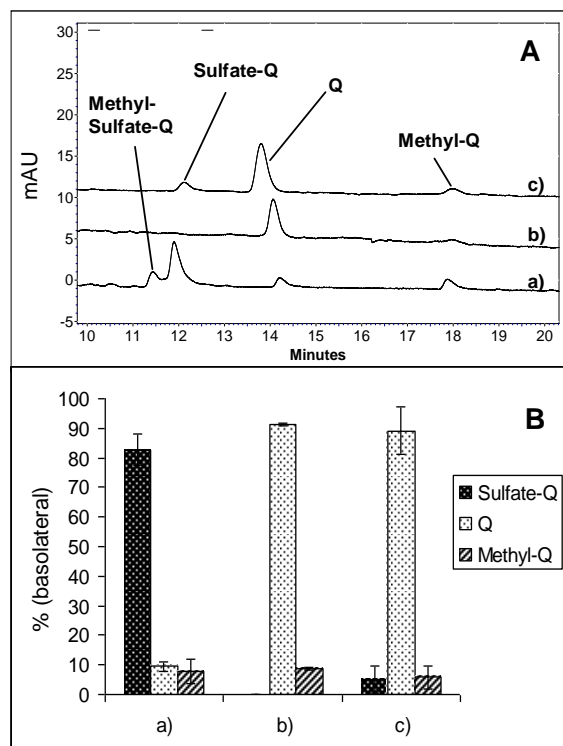 30
A
25
Sulfate-Q
Q
20
Methyl-
Sulfate-Q
Methyl-Q
15
mAU
10
c)
5
b)
0
a)
-5
10 11 12 13 14 15 16 17 18 19 20
Minutes
100
B
90
80
70
60
50
40
30
20
10
0
% (basolateral)
Sulfate-Q
Q
Methyl-Q
a) b) c)